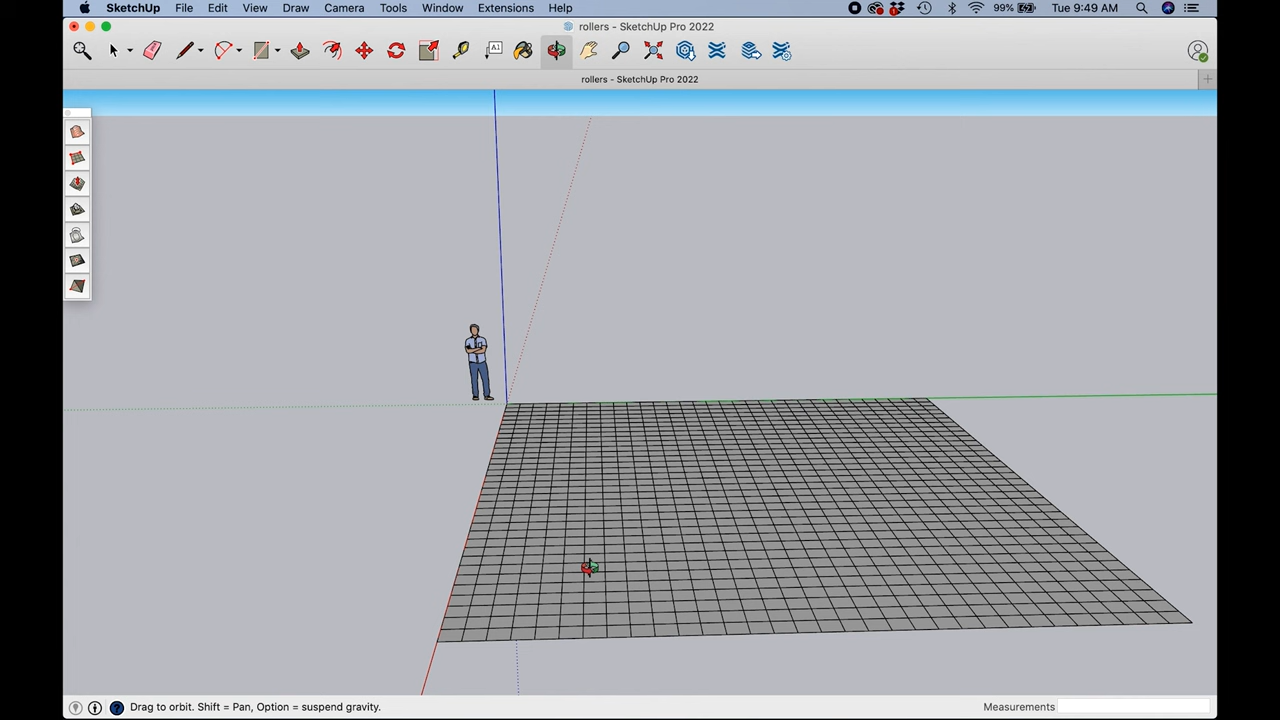 SketchUp File Edit View Draw Camera Tools Window Extensions Help 99% Tue 9:49 AM
rollers - SketchUp Pro 2022
A1
rollers - SketchUp Pro 2022
Drag to orbit. Shift = Pan, Option = suspend gravity. Measurements